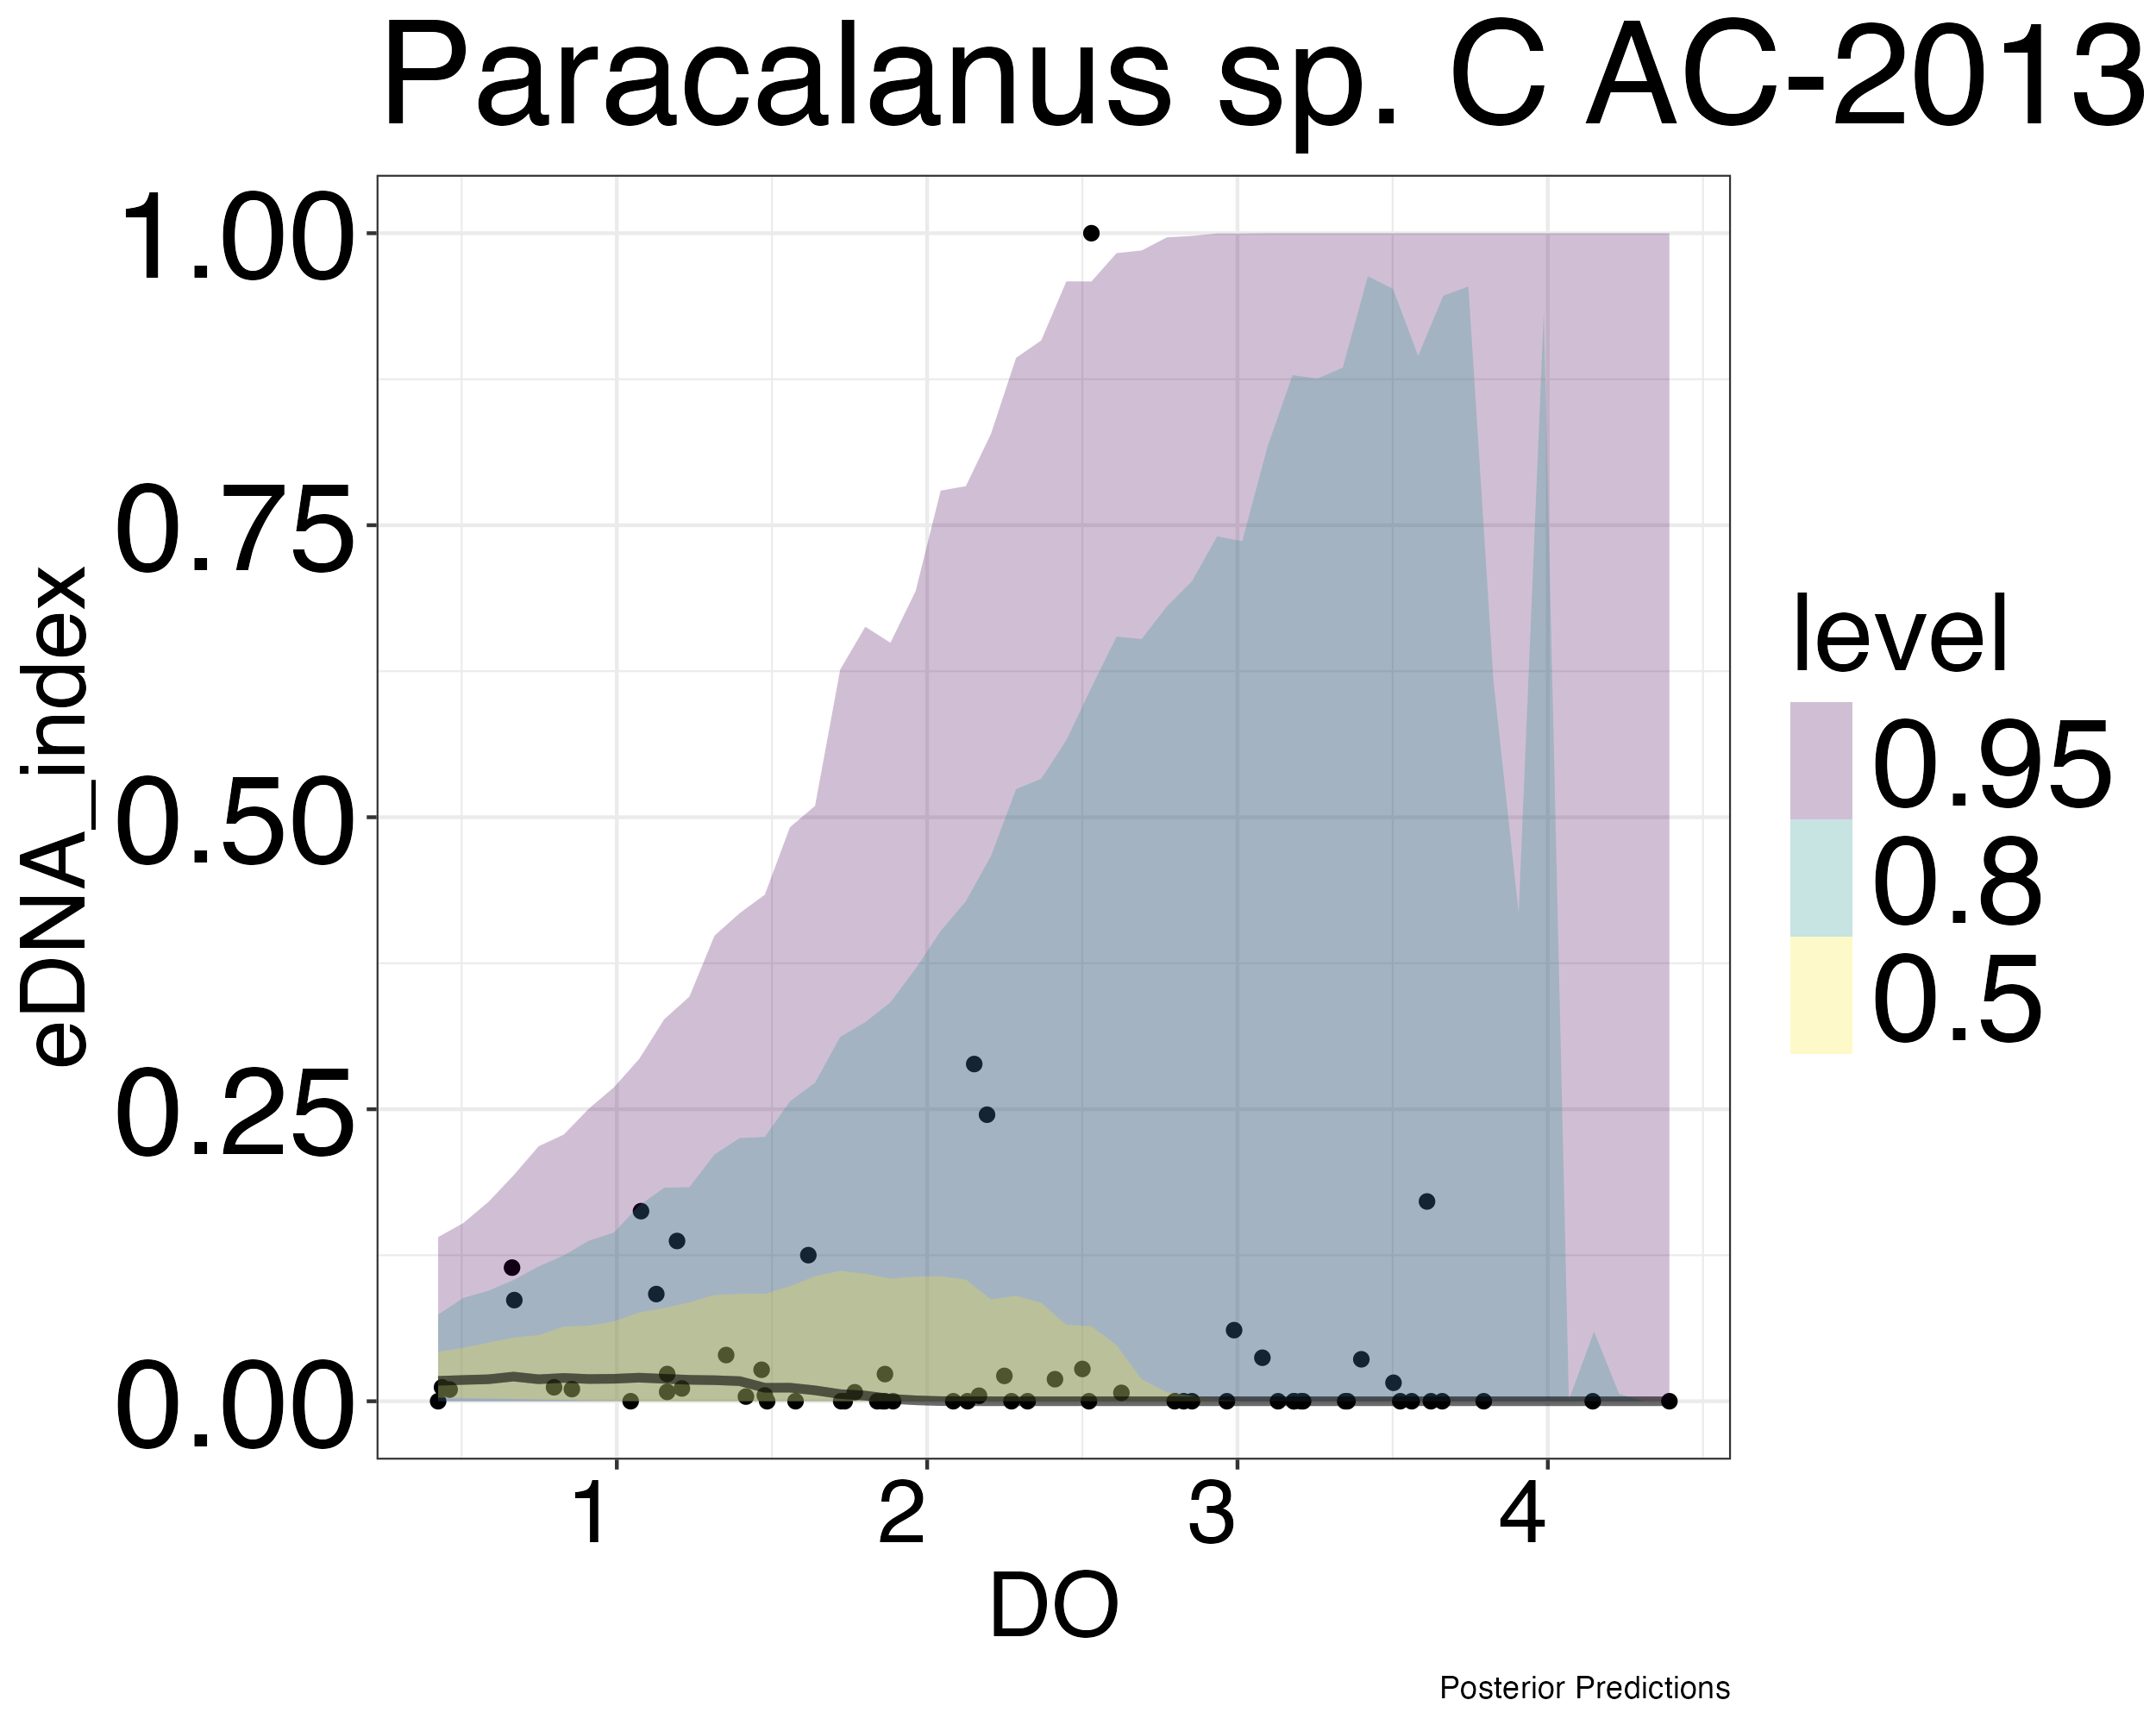 Paracalanus sp. C AC-2013
1.00
0.75
0.50
0.25
0.00
eDNA_index
1 2 3 4
DO
level
0.95
0.8
0.5
Posterior Predictions